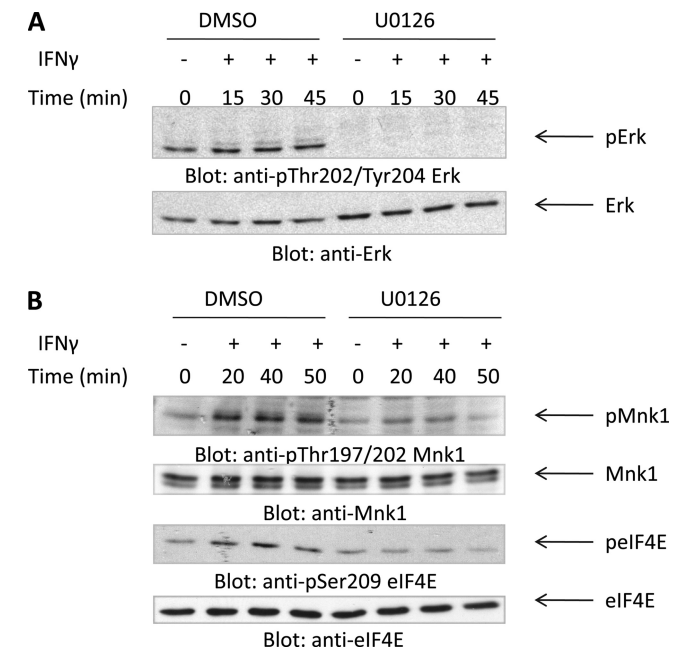 A
DMSO U0126
IFNγ - + + + - + + +
Time (min) 0 15 30 45 0 15 30 45
pErk
Blot: anti-pThr202/Tyr204 Erk
Erk
Blot: anti-Erk
B
DMSO U0126
IFNγ - + + + - + + +
Time (min) 0 20 40 50 0 20 40 50
pMnk1
Blot: anti-pThr197/202 Mnk1
Mnk1
Blot: anti-Mnk1
peIF4E
Blot: anti-pSer209 eIF4E
eIF4E
Blot: anti-eIF4E